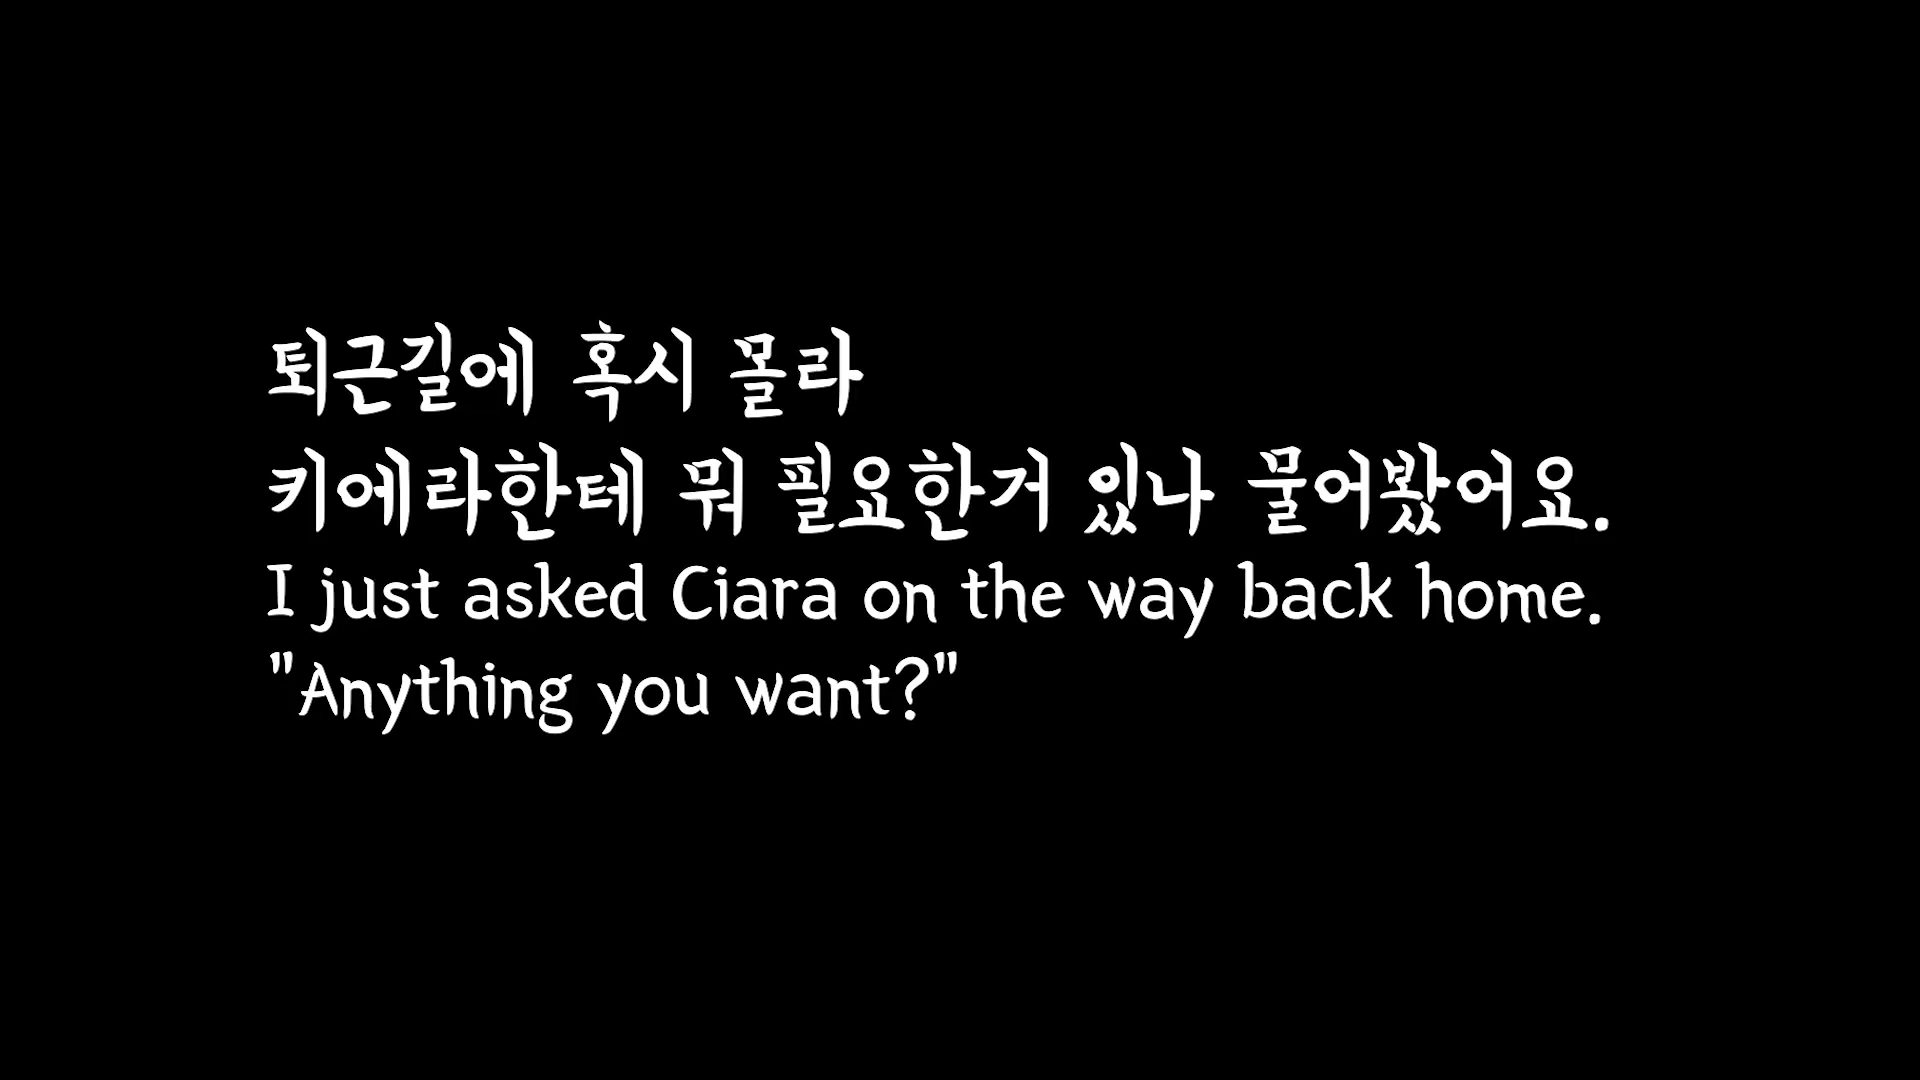 퇴근길에 혹시 몰라
키에라한테 뭐 필요한거 있나 물어봤어요.
I just asked Ciara on the way back home.
"Anything you want?"